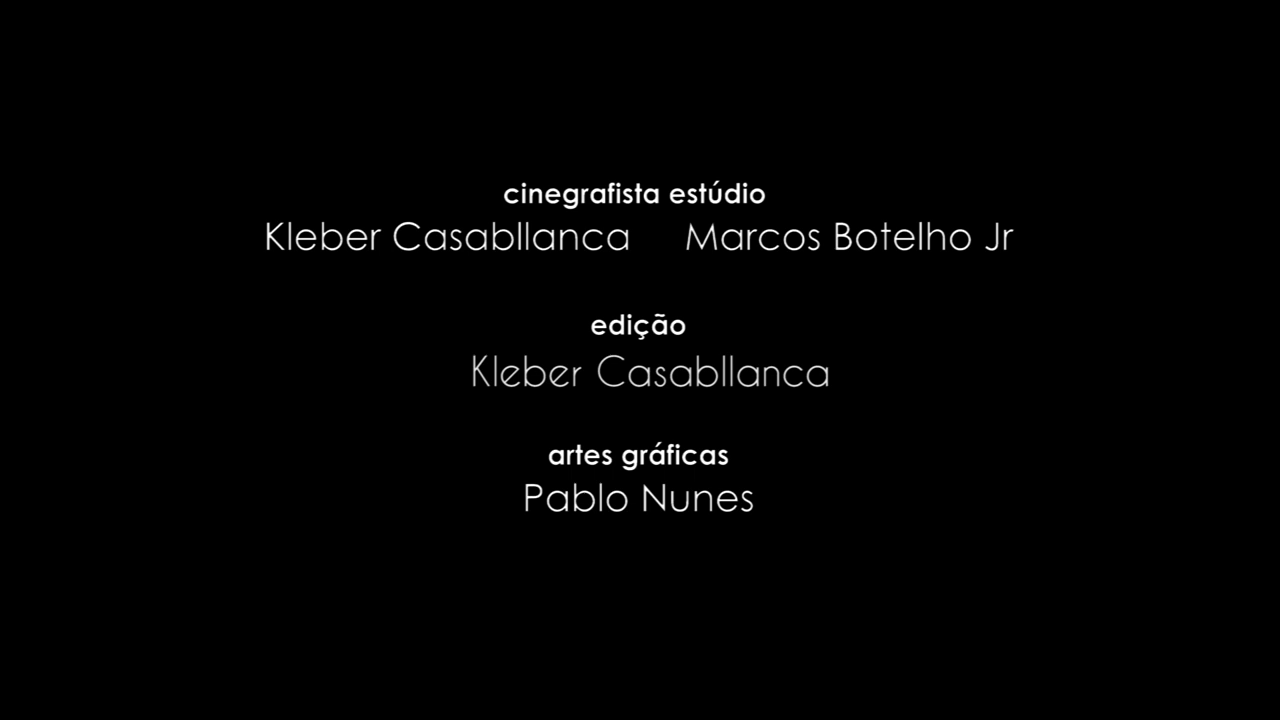 cinegrafista estúdio
Kleber Casabllanca Marcos Botelho Jr
edição
Kleber Casabllanca
artes gráficas
Pablo Nunes